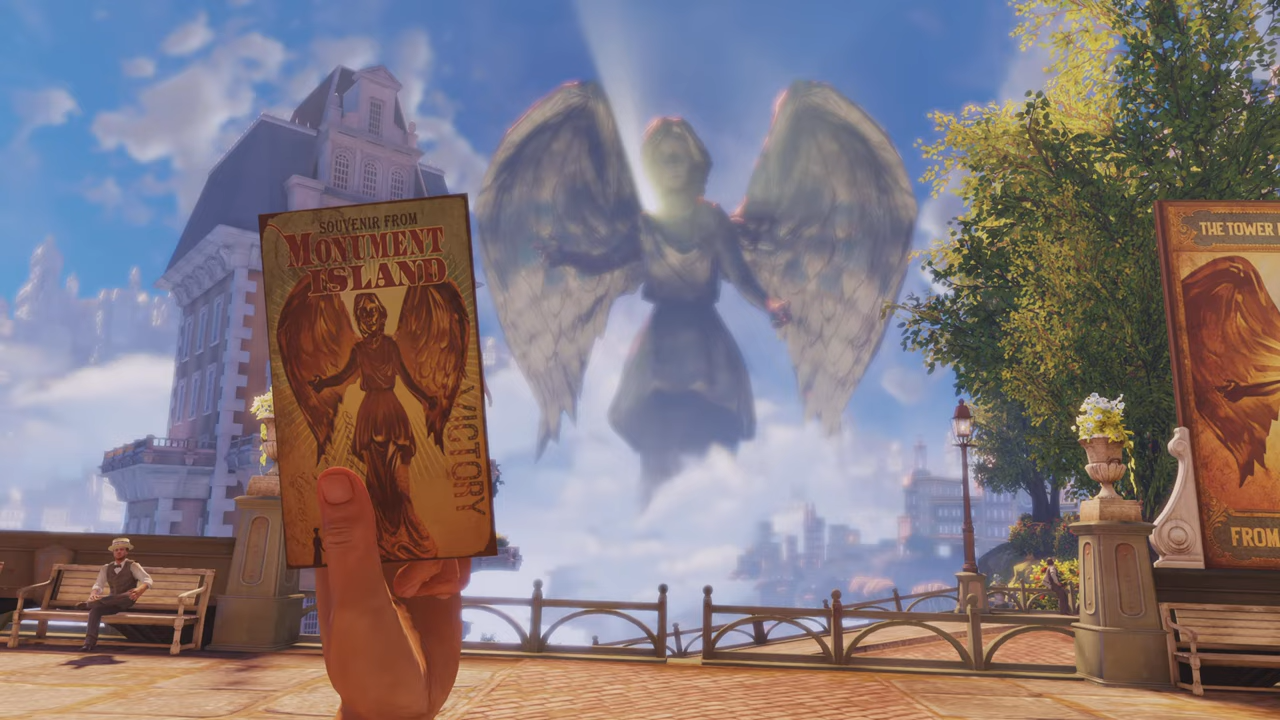 SOUVENIR FROM
MONUMENT
ISLAND
VICTORY
THE TOWER
FROM